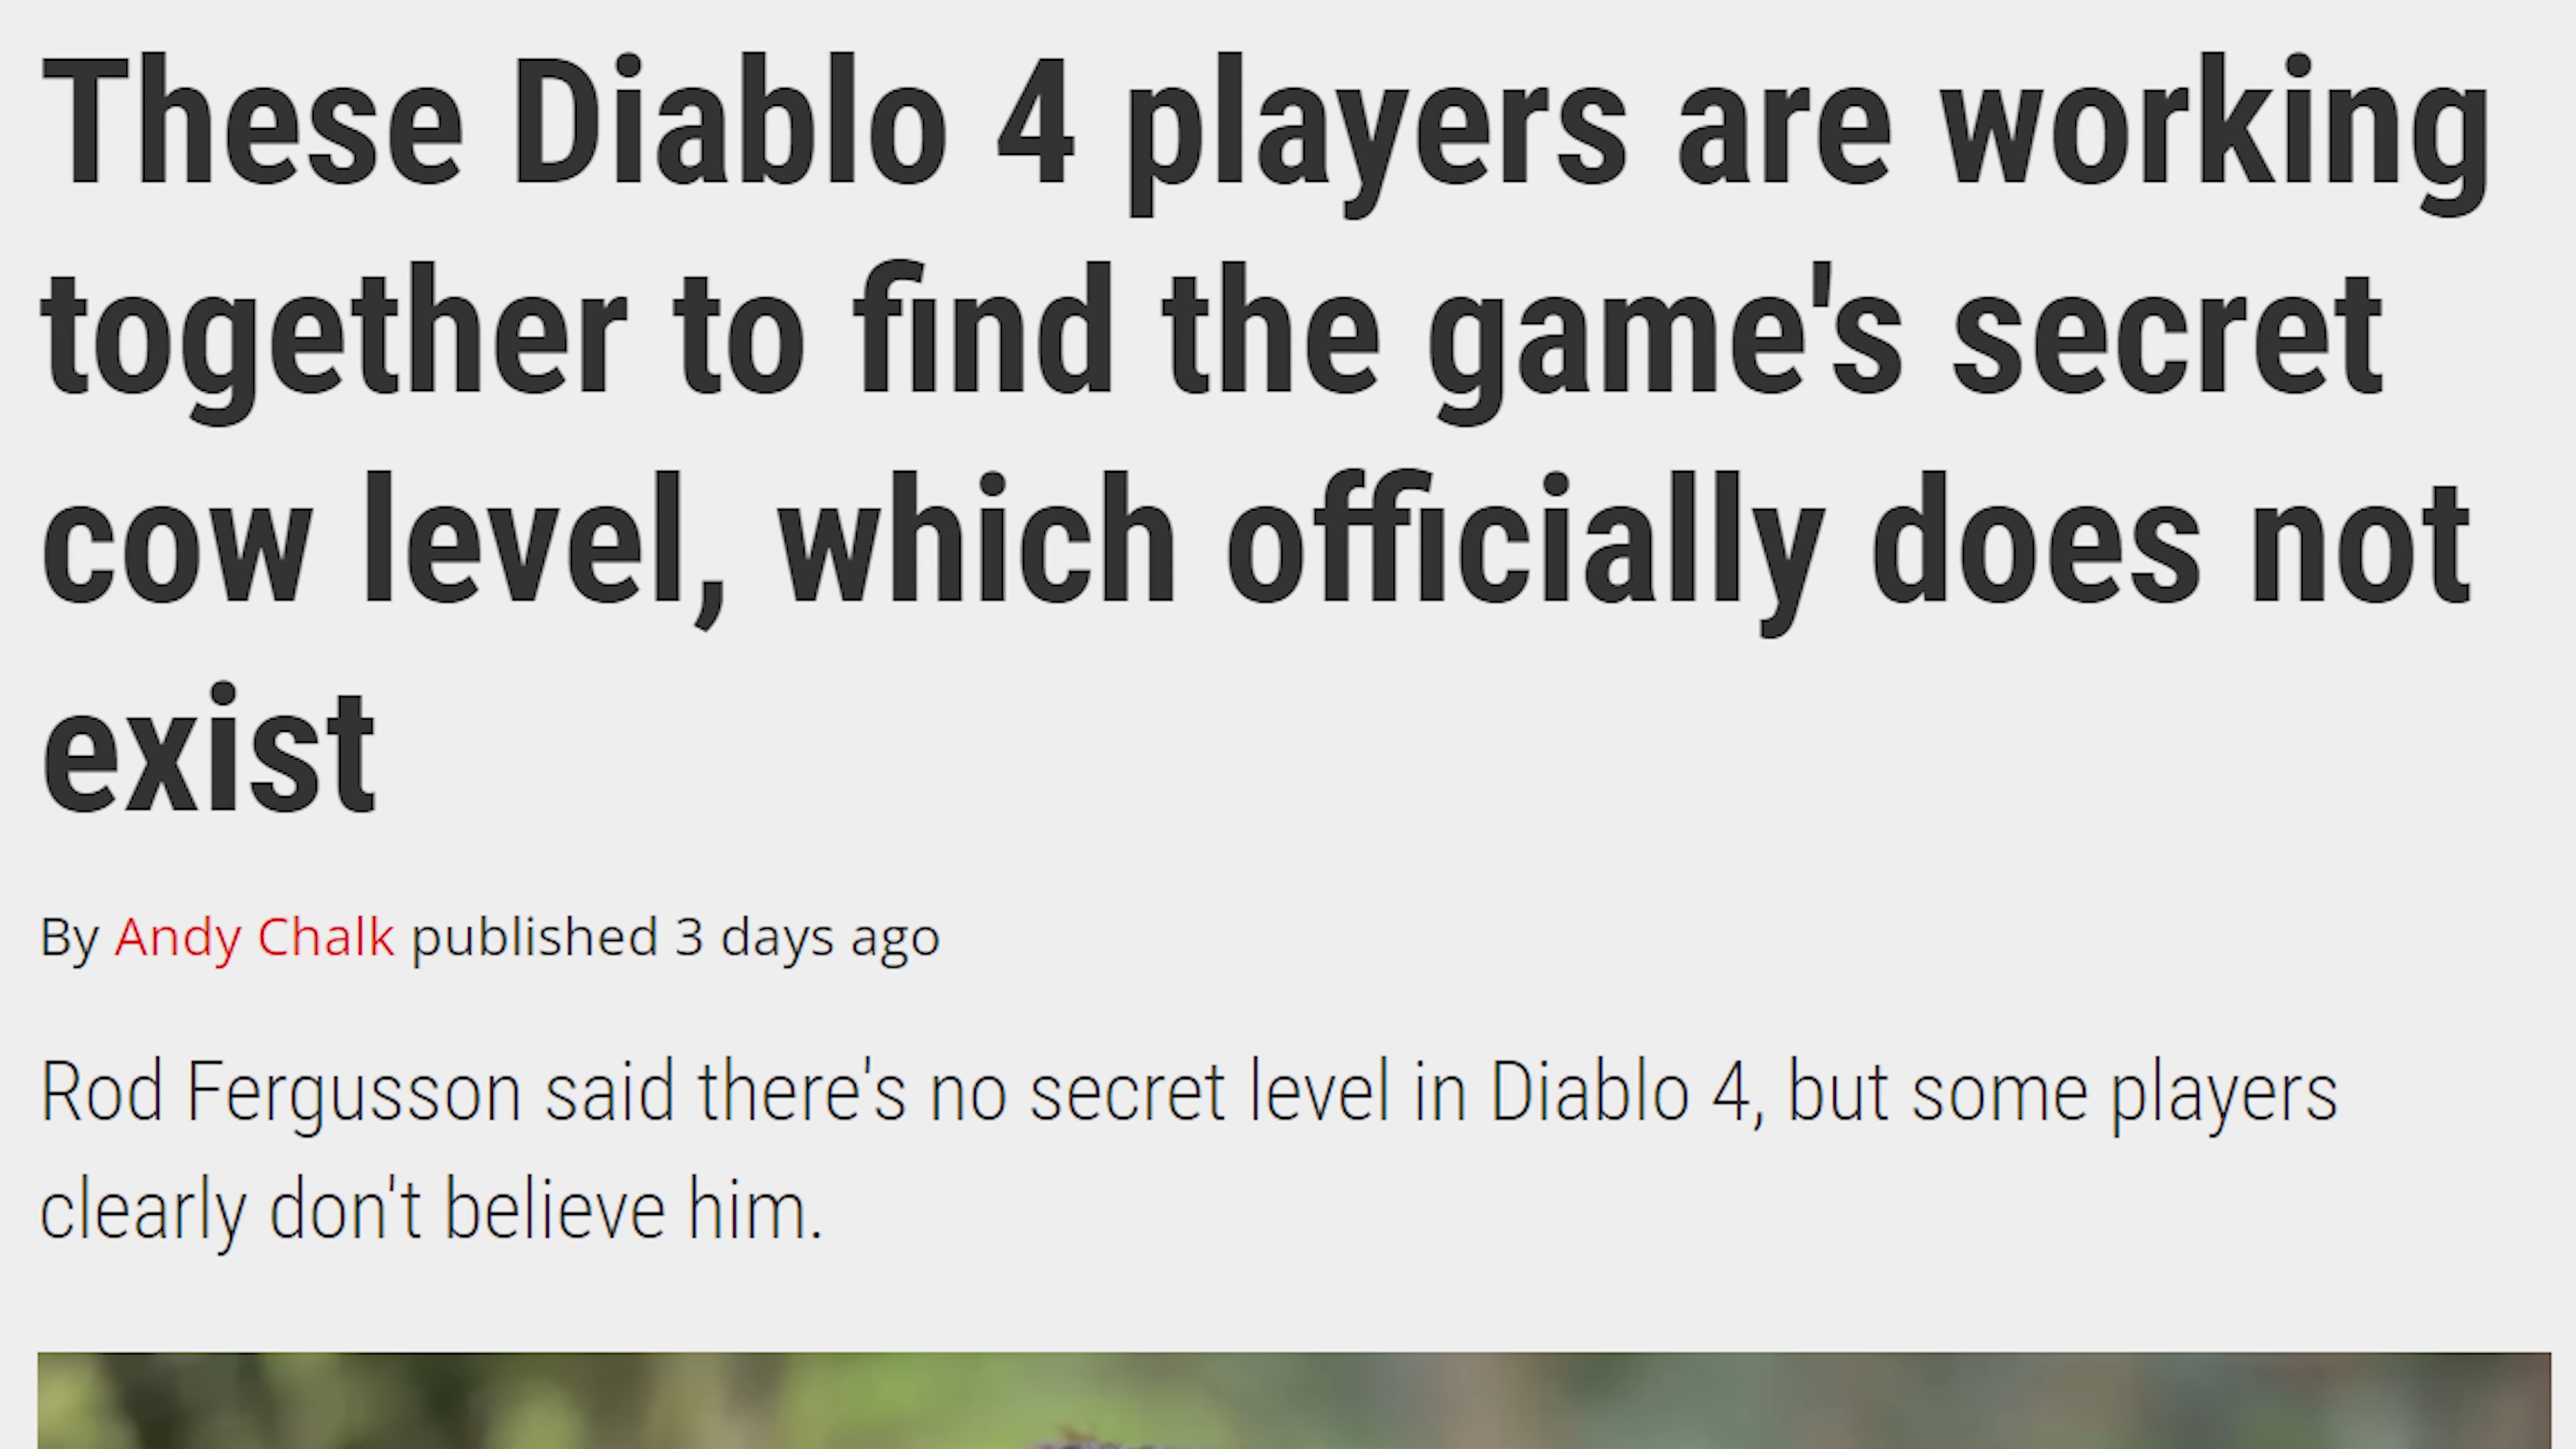 These Diablo 4 players are working
together to find the game's secret
cow level, which officially does not
exist
By Andy Chalk published 3 days ago
Rod Fergusson said there's no secret level in Diablo 4, but some players
clearly don't believe him.